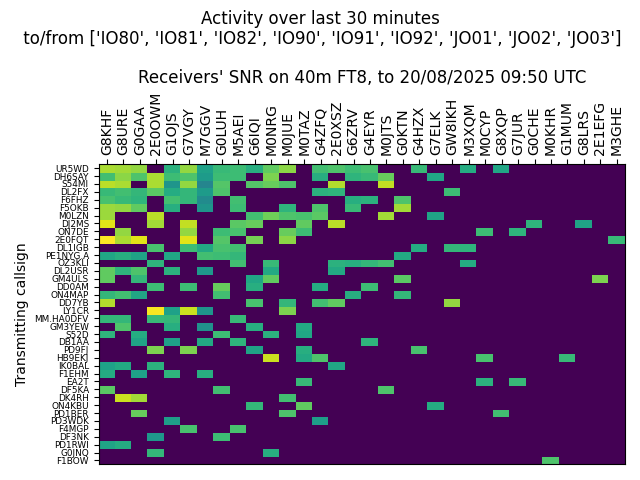 Activity over last 30 minutes
to/from ['IO80', 'IO81', 'IO82', 'IO90', 'IO91', 'IO92', 'JO01', 'JO02', 'JO03']
Receivers' SNR on 40m FT8, to 20/08/2025 09:50 UTC
G8KHF
G8URE
G0GAA
2E0OWM
G1OJS
G7VGY
M7GGV
G0LUH
M5AEI
G6IQI
M0NRG
M0JUE
M0TAZ
G4ZFQ
2E0XSZ
G6ZRV
G4EYR
M0JTS
G0KTN
G4HZX
G7ELK
GW8IKH
M3XQM
M0CYP
G8XQP
G7JUR
G0CHE
M0KHR
G1MUM
G8LRS
2E1EFG
M3GHE
Transmitting callsign
UR5WD
DH6SAY
S54MI
DL2FX
F6FHZ
F5OKB
M0LZN
DJ2MS
ON7DE
2E0FQT
DL1IGB
PE1NYG.A
OZ3KLI
DL2USR
GM4ULS
DD0AM
ON4MAP
DD7YB
LY1CR
MM.HA0DFV
GM3YEW
S52D
DB1AA
PD9FJ
HB9EKJ
IK0BAL
F1EHM
EA2T
DF5KA
DK4RH
ON4KBU
PD1BER
PD3WDK
F4MGP
DF3NK
PD1RWI
G0JNQ
F1BOW